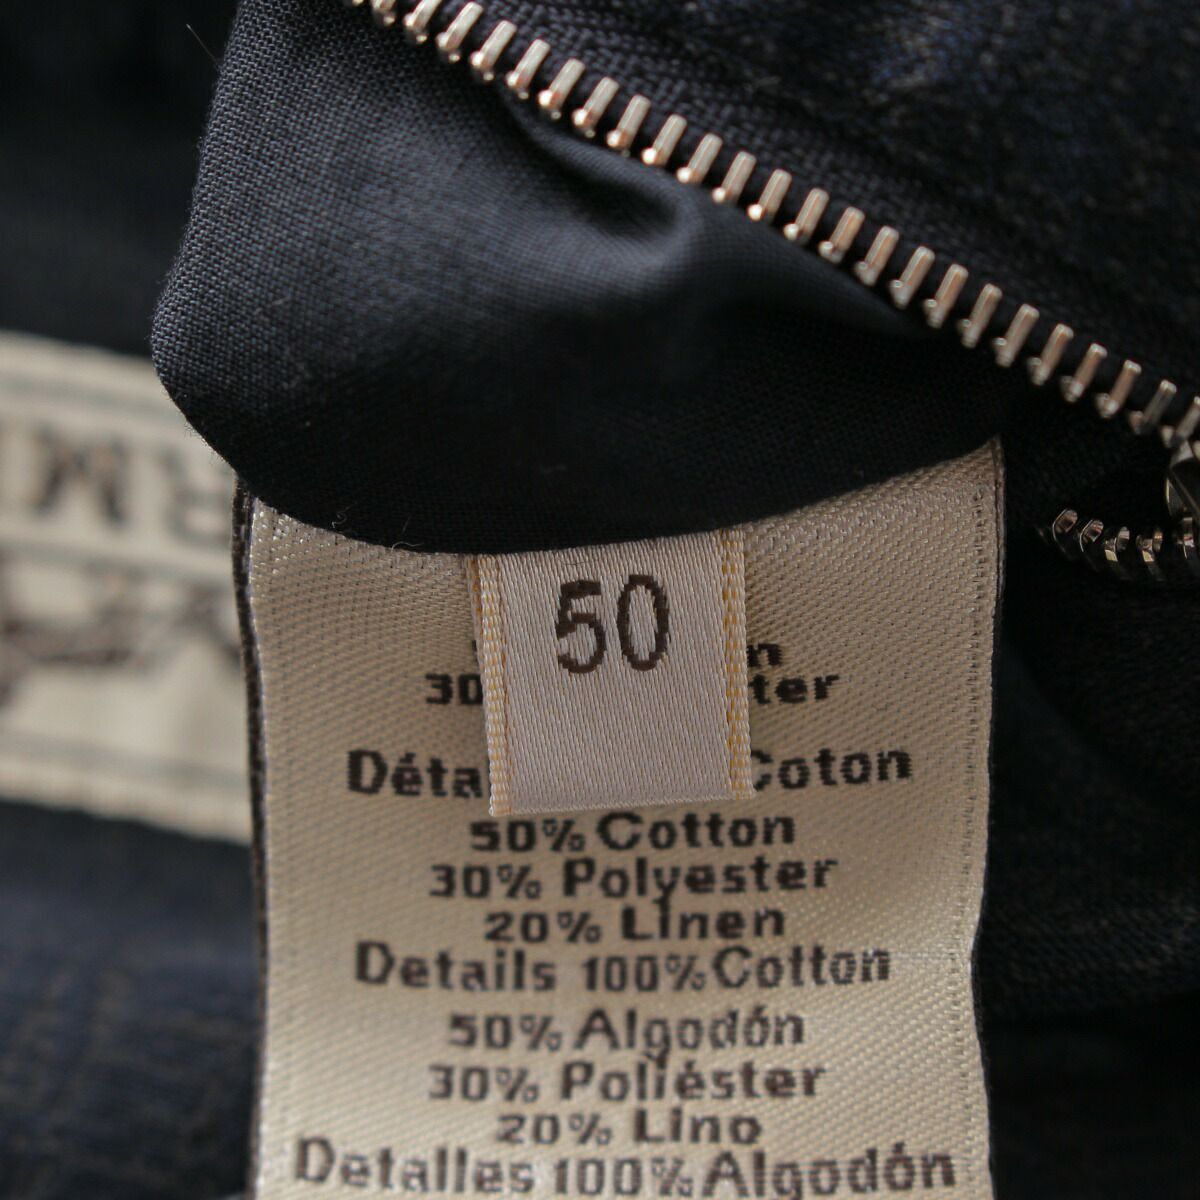 50
30
Déta Coton
50% Cotton
30% Polyester
20% Linen
Details 100% Cotton
50% Algodón
30% Poliéster
20% Lino
Detalles 100% Algodón